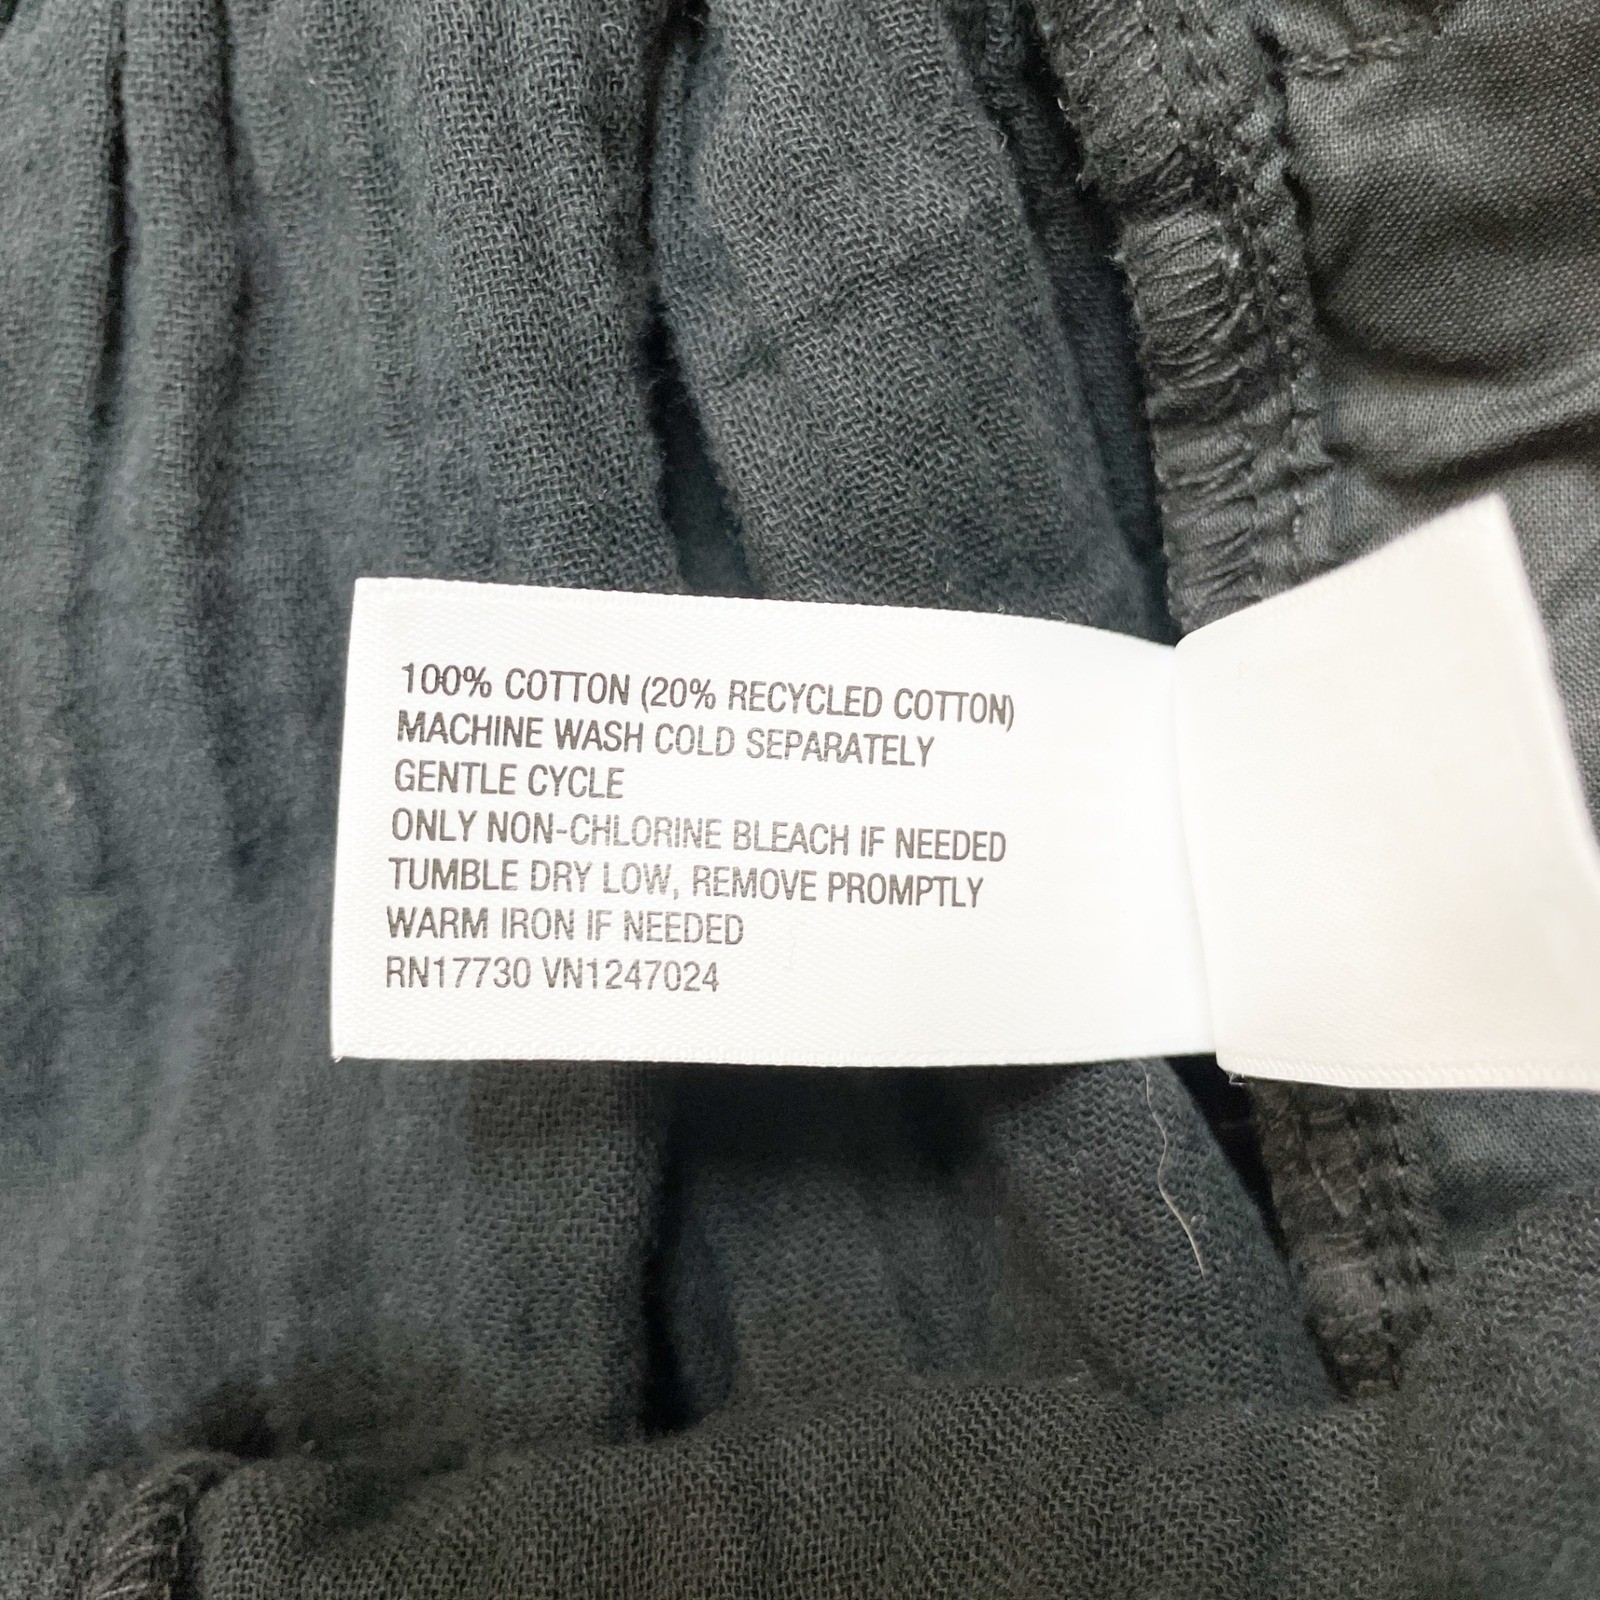 100% COTTON (20% RECYCLED COTTON)
MACHINE WASH COLD SEPARATELY
GENTLE CYCLE
ONLY NON-CHLORINE BLEACH IF NEEDED
TUMBLE DRY LOW, REMOVE PROMPTLY
WARM IRON IF NEEDED
RN17730 VN1247024